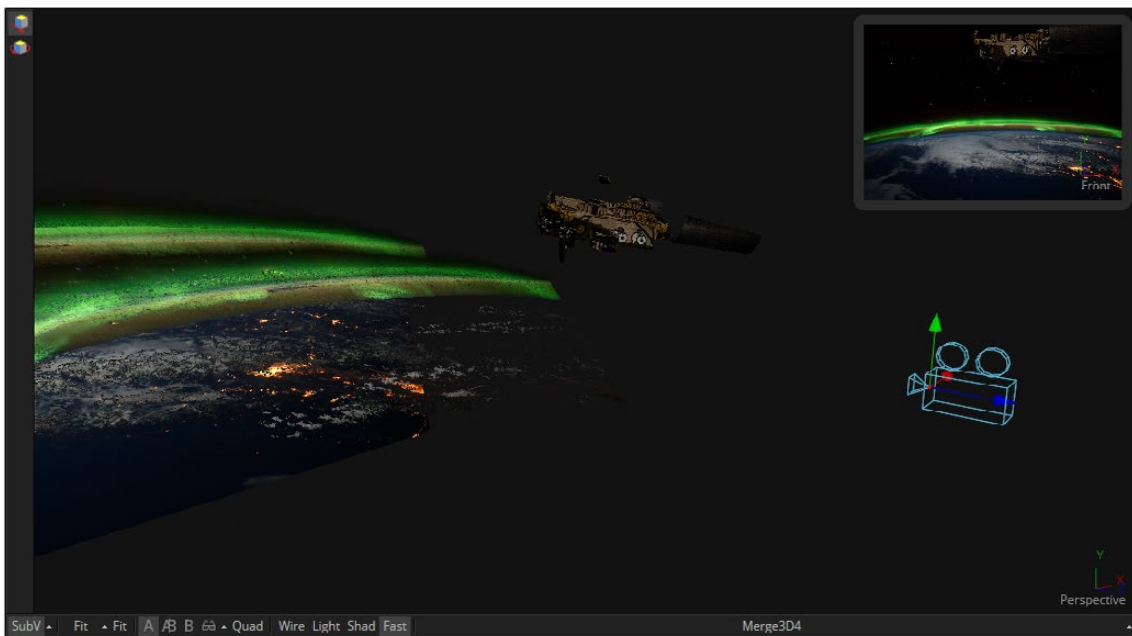 Front
Y
X
Perspective
SubV Fit Fit A AB B Quad Wire Light Shad Fast Merge3D4